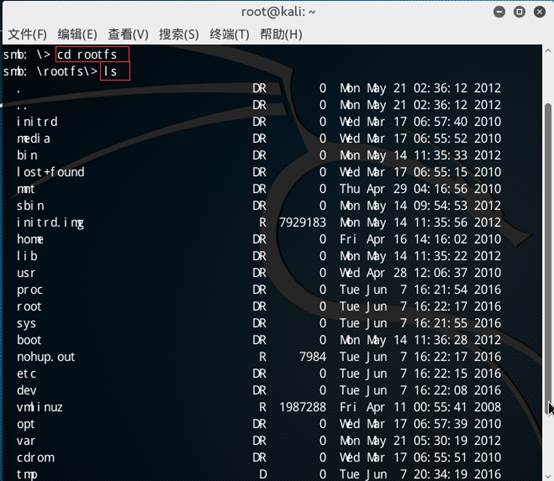 root@kali: ~
文件(F) 编辑(E) 查看(V) 搜索(S) 终端(T) 帮助(H)
smb: \> cd rootfs
smb: \rootfs\> ls
. DR 0 Mon May 21 02:36:12 2012
.. DR 0 Mon May 21 02:36:12 2012
initrd DR 0 Wed Mar 17 06:57:40 2010
media DR 0 Wed Mar 17 06:55:52 2010
bin DR 0 Mon May 14 11:35:33 2012
lost+found DR 0 Wed Mar 17 06:55:15 2010
mnt DR 0 Thu Apr 29 04:16:56 2010
sbin DR 0 Mon May 14 09:54:53 2012
initrd.img R 7929183 Mon May 14 11:35:56 2012
home DR 0 Fri Apr 16 14:16:02 2010
lib DR 0 Mon May 14 11:35:22 2012
usr DR 0 Wed Apr 28 12:06:37 2010
proc DR 0 Tue Jun 7 16:21:54 2016
root DR 0 Tue Jun 7 16:22:17 2016
sys DR 0 Tue Jun 7 16:21:55 2016
boot DR 0 Mon May 14 11:36:28 2012
nohup.out R 7984 Tue Jun 7 16:22:17 2016
etc DR 0 Tue Jun 7 16:22:15 2016
dev DR 0 Tue Jun 7 16:22:08 2016
vmlinuz R 1987288 Fri Apr 11 00:55:41 2008
opt DR 0 Wed Mar 17 06:57:39 2010
var DR 0 Mon May 21 05:30:19 2012
cdrom DR 0 Wed Mar 17 06:55:51 2010
tmp D 0 Tue Jun 7 20:34:19 2016